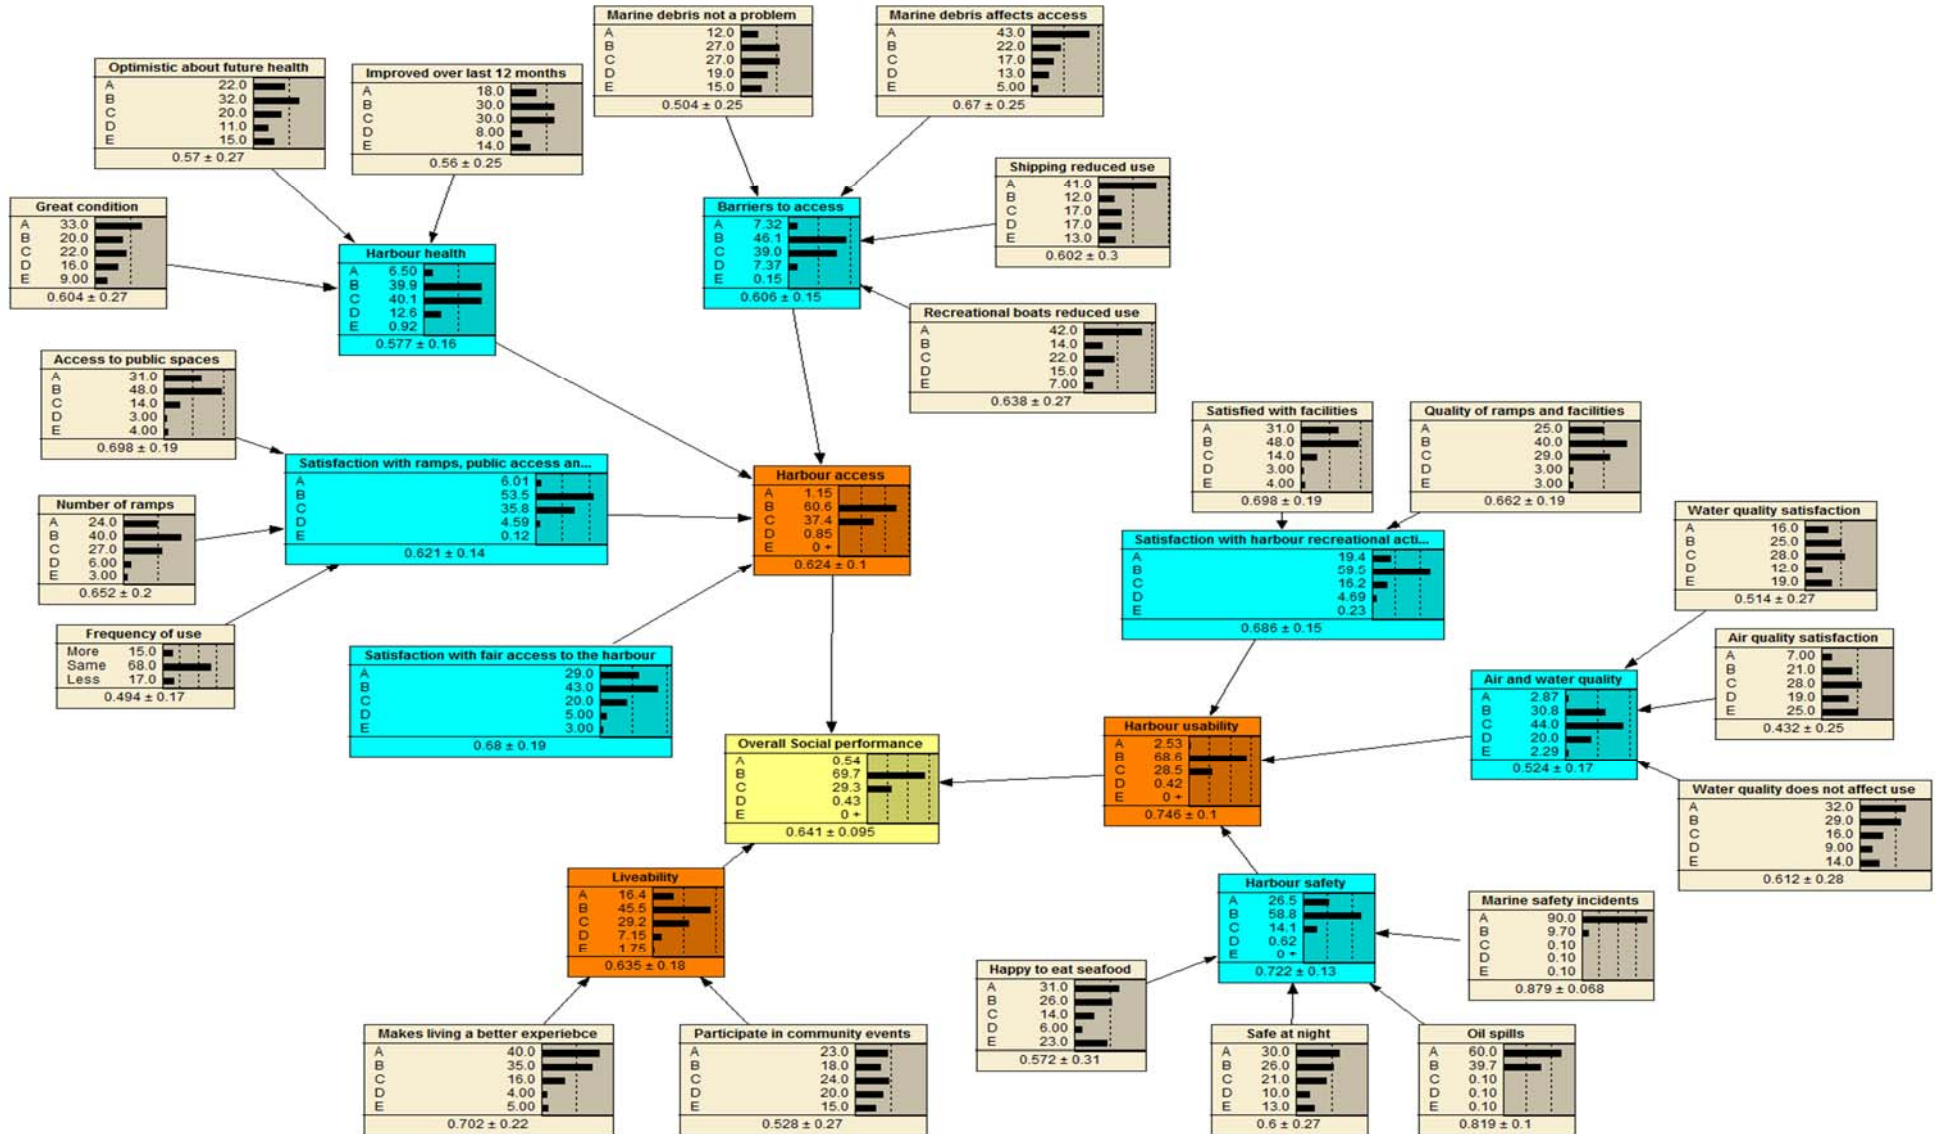 Marine debris not a problem
A 12.0
B 27.0
C 27.0
D 19.0
E 15.0
0.504 ± 0.25
Marine debris affects access
A 43.0
B 22.0
C 17.0
D 13.0
E 5.00
0.67 ± 0.25
Optimistic about future health
A 22.0
B 32.0
C 20.0
D 11.0
E 15.0
0.57 ± 0.27
Improved over last 12 months
A 18.0
B 30.0
C 30.0
D 8.00
E 14.0
0.56 ± 0.25
Shipping reduced use
A 41.0
B 12.0
C 17.0
D 17.0
E 13.0
0.602 ± 0.3
Great condition
A 33.0
B 20.0
C 22.0
D 16.0
E 9.00
0.604 ± 0.27
Barriers to access
A 7.32
B 46.1
C 39.0
D 7.37
E 0.15
0.606 ± 0.15
Harbour health
A 6.50
B 39.9
C 40.1
D 12.6
E 0.92
0.577 ± 0.16
Recreational boats reduced use
A 42.0
B 14.0
C 22.0
D 15.0
E 7.00
0.638 ± 0.27
Access to public spaces
A 31.0
B 48.0
C 14.0
D 3.00
E 4.00
0.698 ± 0.19
Satisfied with facilities
A 31.0
B 48.0
C 14.0
D 3.00
E 4.00
0.698 ± 0.19
Quality of ramps and facilities
A 25.0
B 40.0
C 29.0
D 3.00
E 3.00
0.662 ± 0.19
Satisfaction with ramps, public access an...
A 6.01
B 53.5
C 35.8
D 4.59
E 0.12
0.621 ± 0.14
Harbour access
A 1.15
B 60.6
C 37.4
D 0.85
E 0 +
0.624 ± 0.1
Number of ramps
A 24.0
B 40.0
C 27.0
D 6.00
E 3.00
0.652 ± 0.2
Water quality satisfaction
A 16.0
B 25.0
C 28.0
D 12.0
E 19.0
0.514 ± 0.27
Satisfaction with harbour recreational acti...
A 19.4
B 59.5
C 16.2
D 4.69
E 0.23
0.686 ± 0.15
Frequency of use
More 15.0
Same 68.0
Less 17.0
0.494 ± 0.17
Air quality satisfaction
A 7.00
B 21.0
C 28.0
D 19.0
E 25.0
0.432 ± 0.25
Satisfaction with fair access to the harbour
A 29.0
B 43.0
C 20.0
D 5.00
E 3.00
0.68 ± 0.19
Air and water quality
A 2.87
B 30.8
C 44.0
D 20.0
E 2.29
0.524 ± 0.17
Harbour usability
A 2.53
B 68.6
C 28.5
D 0.42
E 0 +
0.746 ± 0.1
Overall Social performance
A 0.54
B 69.7
C 29.3
D 0.43
E 0 +
0.641 ± 0.095
Water quality does not affect use
A 32.0
B 29.0
C 16.0
D 9.00
E 14.0
0.612 ± 0.28
Liveability
A 16.4
B 45.5
C 29.2
D 7.15
E 1.75
0.635 ± 0.18
Harbour safety
A 26.5
B 58.8
C 14.1
D 0.62
E 0 +
0.722 ± 0.13
Marine safety incidents
A 90.0
B 9.70
C 0.10
D 0.10
E 0.10
0.879 ± 0.068
Happy to eat seafood
A 31.0
B 26.0
C 14.0
D 6.00
E 23.0
0.572 ± 0.31
Makes living a better experiebce
A 40.0
B 35.0
C 16.0
D 4.00
E 5.00
0.702 ± 0.22
Participate in community events
A 23.0
B 18.0
C 24.0
D 20.0
E 15.0
0.528 ± 0.27
Safe at night
A 30.0
B 26.0
C 21.0
D 10.0
E 13.0
0.6 ± 0.27
Oil spills
A 60.0
B 39.7
C 0.10
D 0.10
E 0.10
0.819 ± 0.1